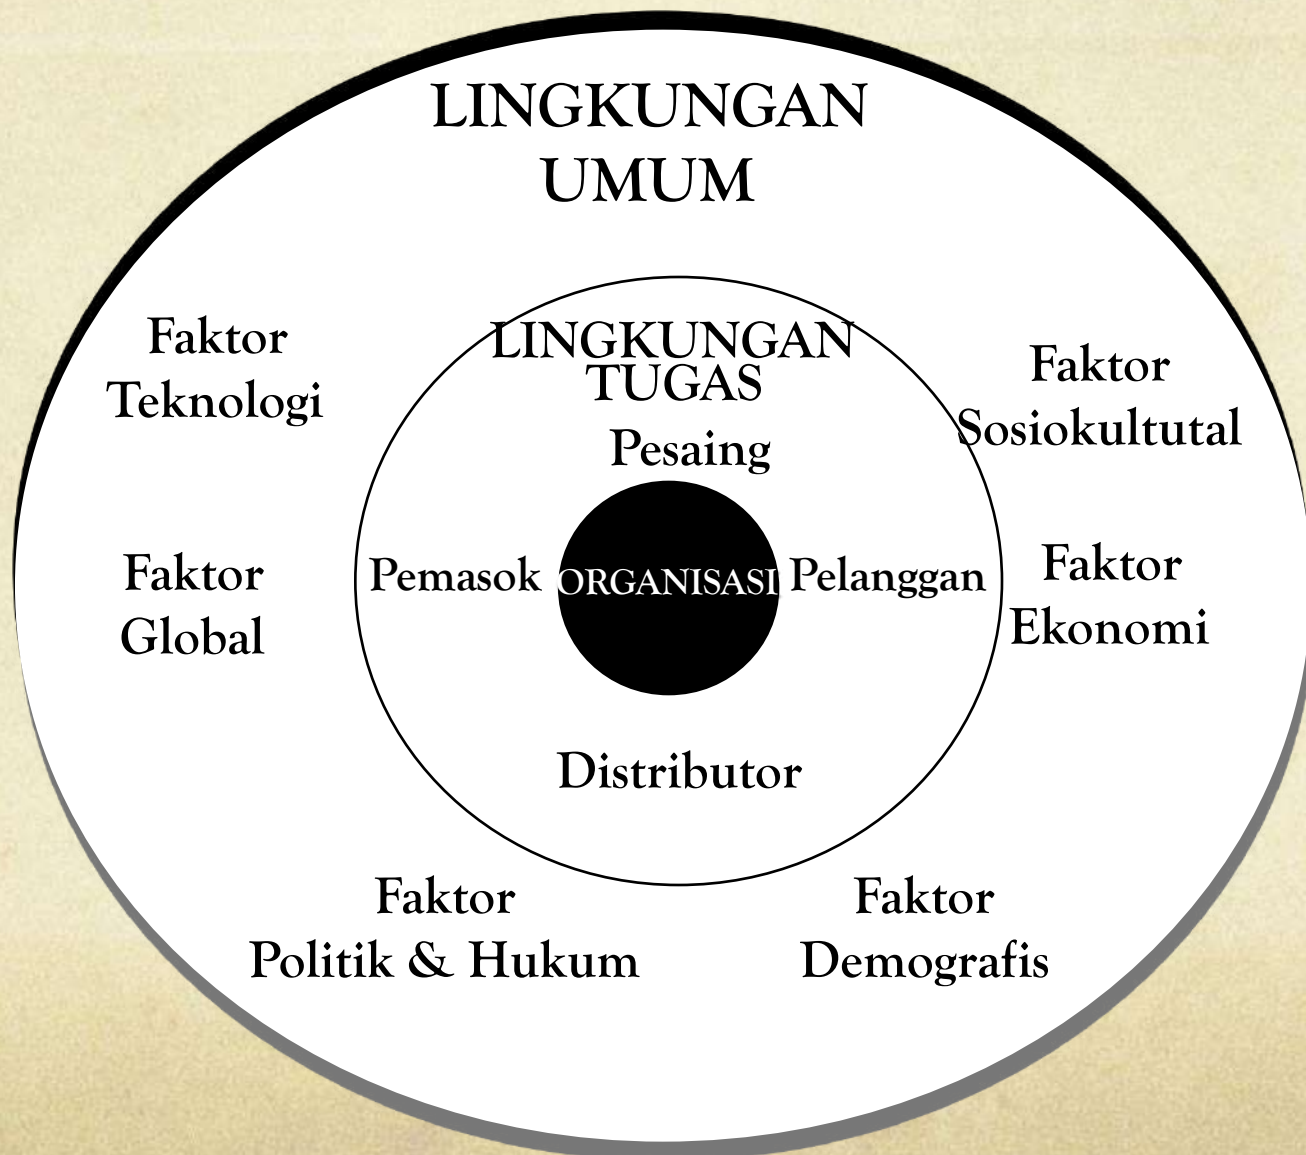 LINGKUNGAN
UMUM
Faktor
Teknologi
LINGKUNGAN
TUGAS
Pesaing
Faktor
Sosiokultutal
Faktor
Global
Pemasok
ORGANISASI
Pelanggan
Faktor
Ekonomi
Distributor
Faktor
Politik & Hukum
Faktor
Demografis